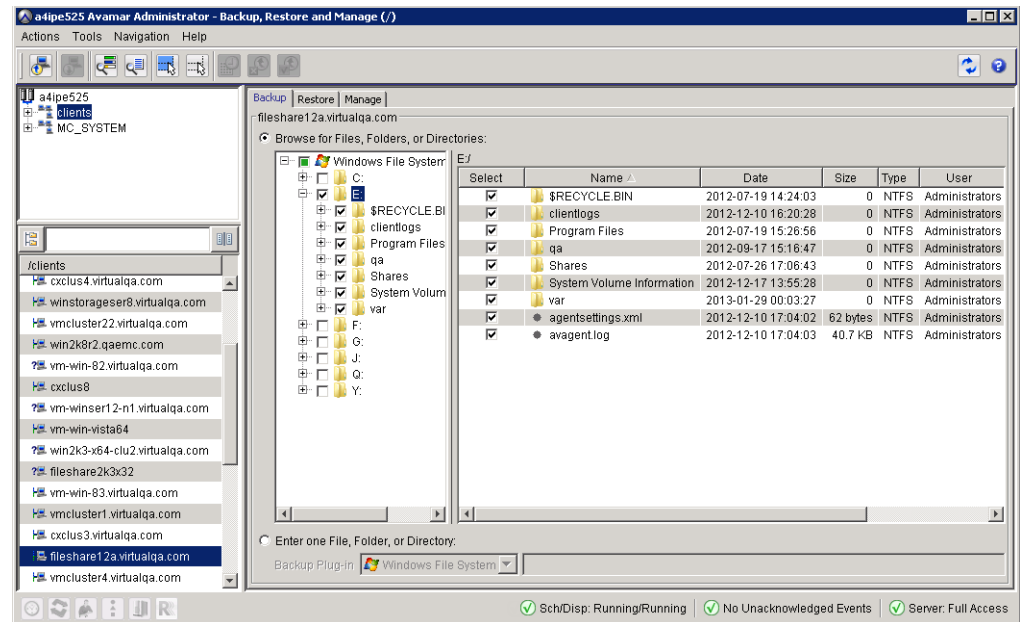 a4ipe525 Avamar Administrator - Backup, Restore and Manage (/)
Actions Tools Navigation Help
a4ipe525
clients
MC_SYSTEM
/clients
cxclus4.virtualqa.com
winstorageser8.virtualqa.com
vmcluster22.virtualqa.com
win2k8r2.qaemc.com
vm-win-82.virtualqa.com
cxclus8
vm-winser12-n1.virtualqa.com
vm-win-vista64
win2k3-x64-clu2.virtualqa.com
fileshare2k3x32
vm-win-83.virtualqa.com
vmcluster1.virtualqa.com
cxclus3.virtualqa.com
fileshare12a.virtualqa.com
vmcluster4.virtualqa.com
Backup Restore Manage
fileshare12a.virtualqa.com
Browse for Files, Folders, or Directories:
Windows File System
C:
E:
$RECYCLE.BI
clientlogs
Program Files
qa
Shares
System Volum
var
F:
G:
J:
Q:
Y:
E:/
Select Name Date Size Type User
$RECYCLE.BIN 2012-07-19 14:24:03 0 NTFS Administrators
clientlogs 2012-12-10 16:20:28 0 NTFS Administrators
Program Files 2012-07-19 15:26:56 0 NTFS Administrators
qa 2012-09-17 15:16:47 0 NTFS Administrators
Shares 2012-07-26 17:06:43 0 NTFS Administrators
System Volume Information 2012-12-17 13:55:28 0 NTFS Administrators
var 2013-01-29 00:03:27 0 NTFS Administrators
agentsettings.xml 2012-12-10 17:04:02 62 bytes NTFS Administrators
avagent.log 2012-12-10 17:04:03 40.7 KB NTFS Administrators
Enter one File, Folder, or Directory:
Backup Plug-in Windows File System
Sch/Disp: Running/Running No Unacknowledged Events Server: Full Access